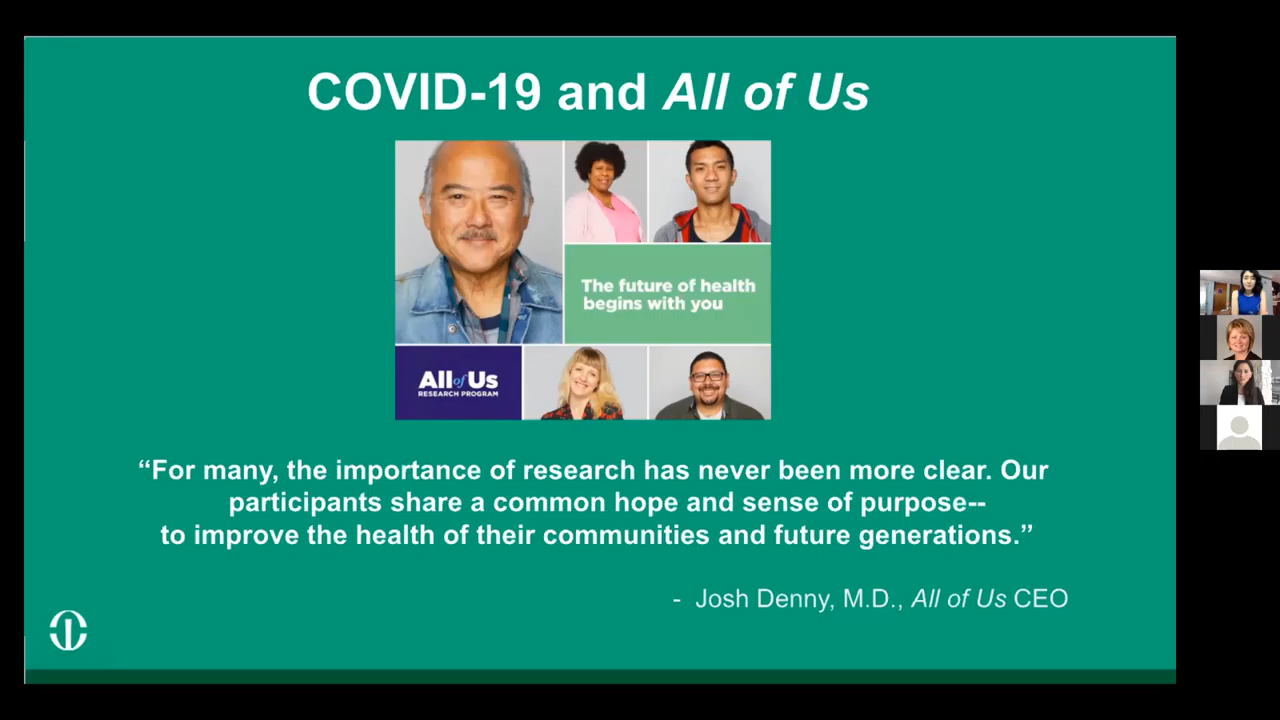 COVID-19 and All of Us
The future of health
begins with you
All of Us
RESEARCH PROGRAM
“For many, the importance of research has never been more clear. Our
participants share a common hope and sense of purpose--
to improve the health of their communities and future generations.”
- Josh Denny, M.D., All of Us CEO